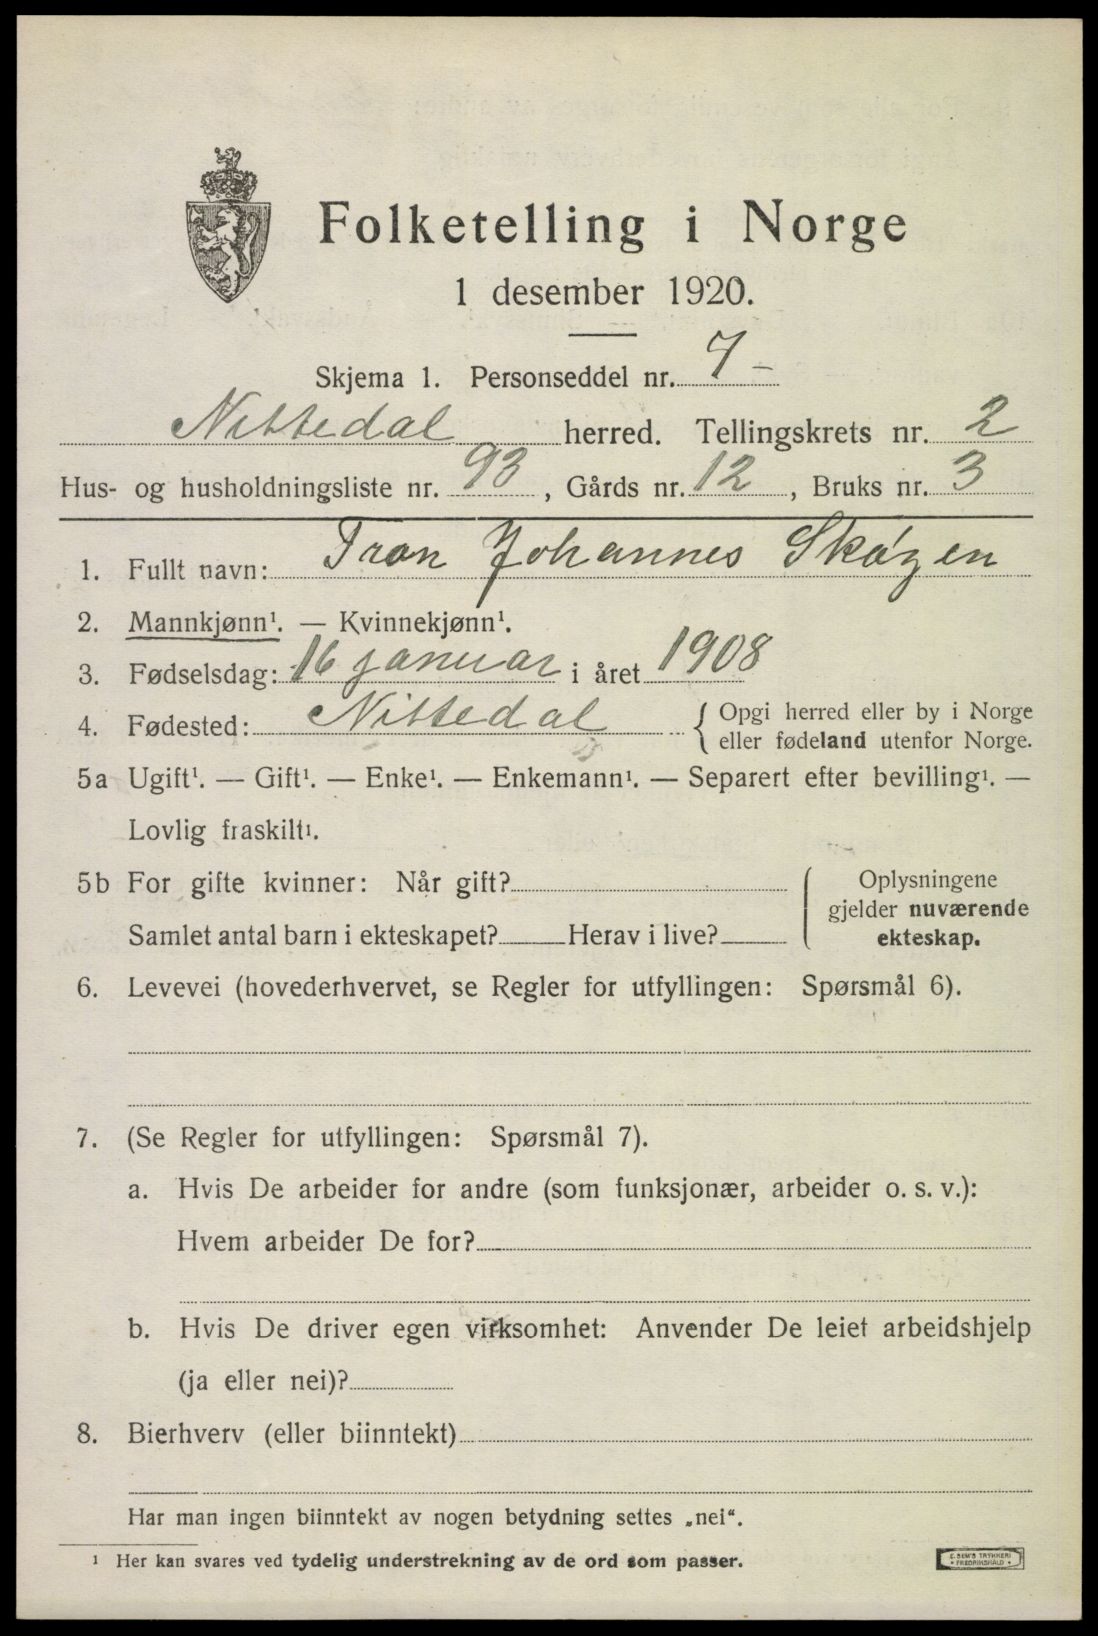 Folketelling i Norge
1 desember 1920.
Skjema 1. Personseddel nr. 7 -
Nittedal herred. Tellingskrets nr. 2
Hus- og husholdningsliste nr. 93, Gårds nr. 12, Bruks nr. 3
1. Fullt navn: Tron Johannes Skøyen
2. Mannkjønn¹. — Kvinnekjønn¹.
3. Fødselsdag: 16 januar i året 1908
4. Fødested: Nittedal { Opgi herred eller by i Norge
eller fødeland utenfor Norge.
5a Ugift¹. — Gift¹. — Enke¹. — Enkemann¹. — Separert efter bevilling¹. —
Lovlig fraskilt¹.
5b For gifte kvinner: Når gift?
Samlet antal barn i ekteskapet? Herav i live?
Oplysningene
gjelder nuværende
ekteskap.
6. Levevei (hovederhvervet, se Regler for utfyllingen: Spørsmål 6).
7. (Se Regler for utfyllingen: Spørsmål 7).
a. Hvis De arbeider for andre (som funksjonær, arbeider o. s. v.):
Hvem arbeider De for?
b. Hvis De driver egen virksomhet: Anvender De leiet arbeidshjelp
(ja eller nei)?
8. Bierhverv (eller biinntekt)
Har man ingen biinntekt av nogen betydning settes „nei“.
¹ Her kan svares ved tydelig understrekning av de ord som passer.
E. SEM'S TRYKKERI
• FREDRIKSHALD •